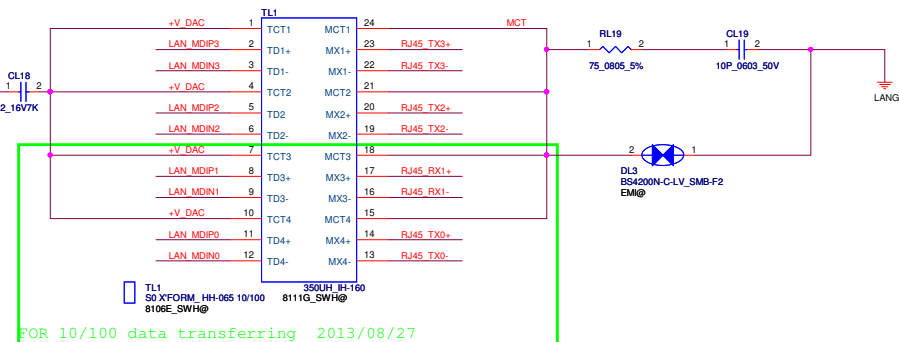 TL1
+V_DAC 1 TCT1 MCT1 24 MCT
LAN_MDIP3 2 TD1+ MX1+ 23 RJ45_TX3+
LAN_MDIN3 3 TD1- MX1- 22 RJ45_TX3-
+V_DAC 4 TCT2 MCT2 21
LAN_MDIP2 5 TD2 MX2+ 20 RJ45_TX2+
LAN_MDIN2 6 TD2- MX2- 19 RJ45_TX2-
+V_DAC 7 TCT3 MCT3 18
LAN_MDIP1 8 TD3+ MX3+ 17 RJ45_RX1+
LAN_MDIN1 9 TD3- MX3- 16 RJ45_RX1-
+V_DAC 10 TCT4 MCT4 15
LAN_MDIP0 11 TD4+ MX4+ 14 RJ45_TX0+
LAN_MDIN0 12 TD4- MX4- 13 RJ45_TX0-
CL18
1 2
2_16V7K
RL19
1 2
75_0805_5%
CL19
1 2
10P_0603_50V
LANG
2 1
DL3
BS4200N-C-LV_SMB-F2
EMI@
350UH_IH-160
8111G_SWH@
TL1
S0 X'FORM_ HH-065 10/100
8106E_SWH@
FOR 10/100 data transferring 2013/08/27